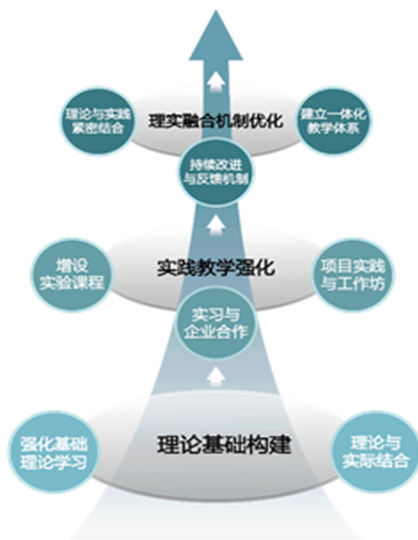 理论与实践
紧密结合
理实融合机制优化
建立一体化
教学体系
持续改进
与反馈机制
增设
实验课程
实践教学强化
项目实践
与工作坊
实习与
企业合作
强化基础
理论学习
理论基础构建
理论与
实际结合